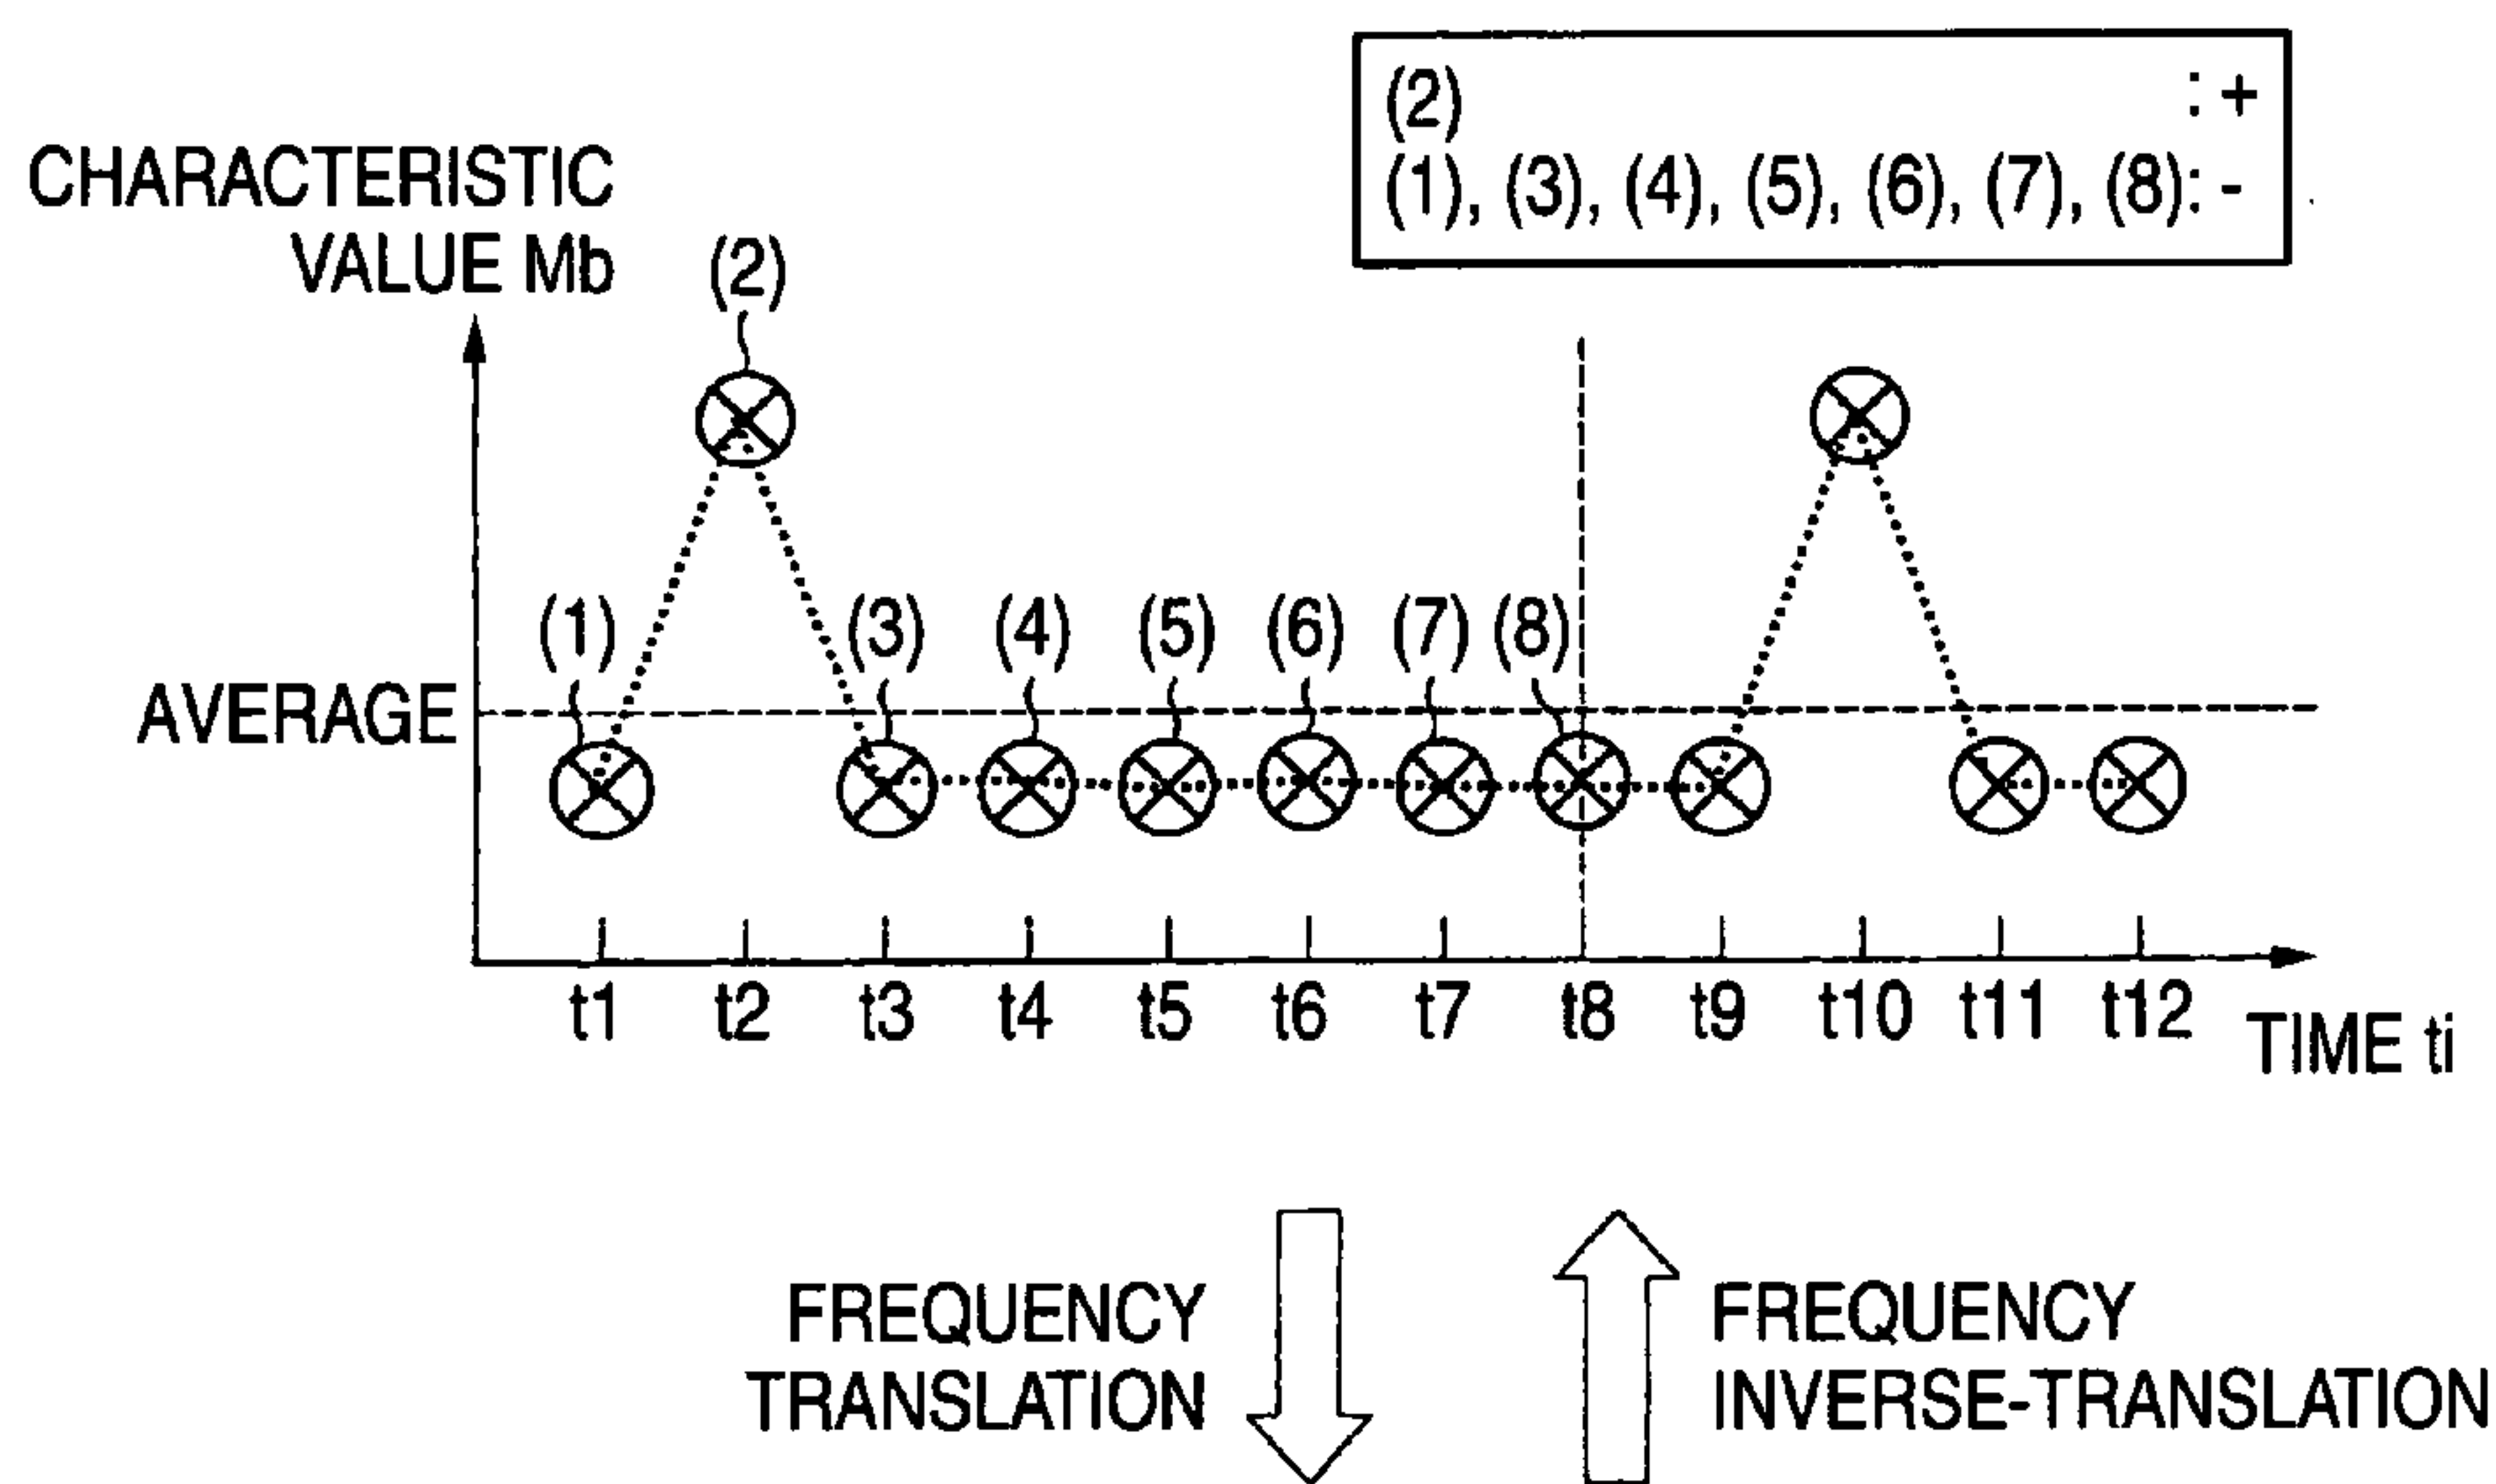 (2) : +
(1), (3), (4), (5), (6), (7), (8): -
CHARACTERISTIC
VALUE Mb
(2)
(1) (3) (4) (5) (6) (7) (8)
AVERAGE
t1 t2 t3 t4 t5 t6 t7 t8 t9 t10 t11 t12
TIME ti
FREQUENCY
TRANSLATION
FREQUENCY
INVERSE-TRANSLATION